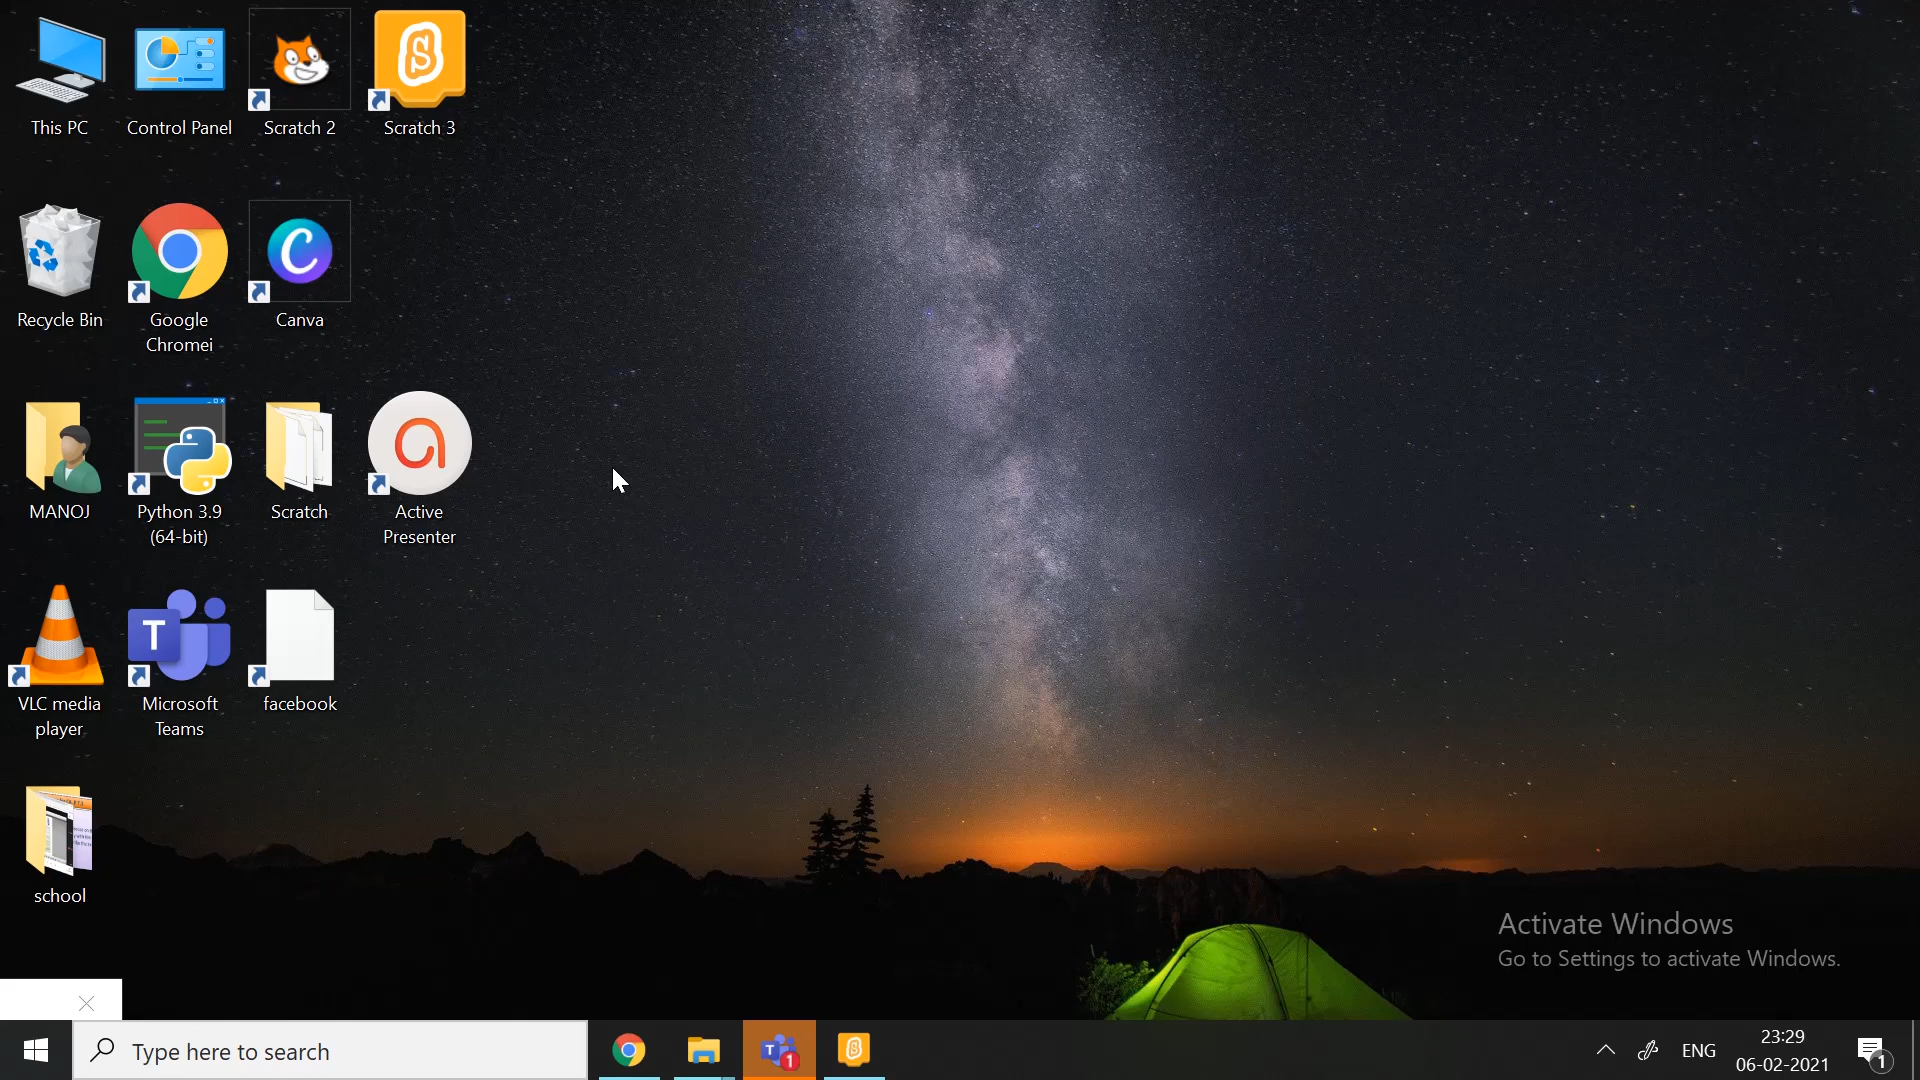 This PC
Control Panel
Scratch 2
Scratch 3
Recycle Bin
Google
Chromei
Canva
MANOJ
Python 3.9
(64-bit)
Scratch
Active
Presenter
VLC media
player
Microsoft
Teams
facebook
school
Activate Windows
Go to Settings to activate Windows.
Type here to search
1
ENG
23:29
06-02-2021
1